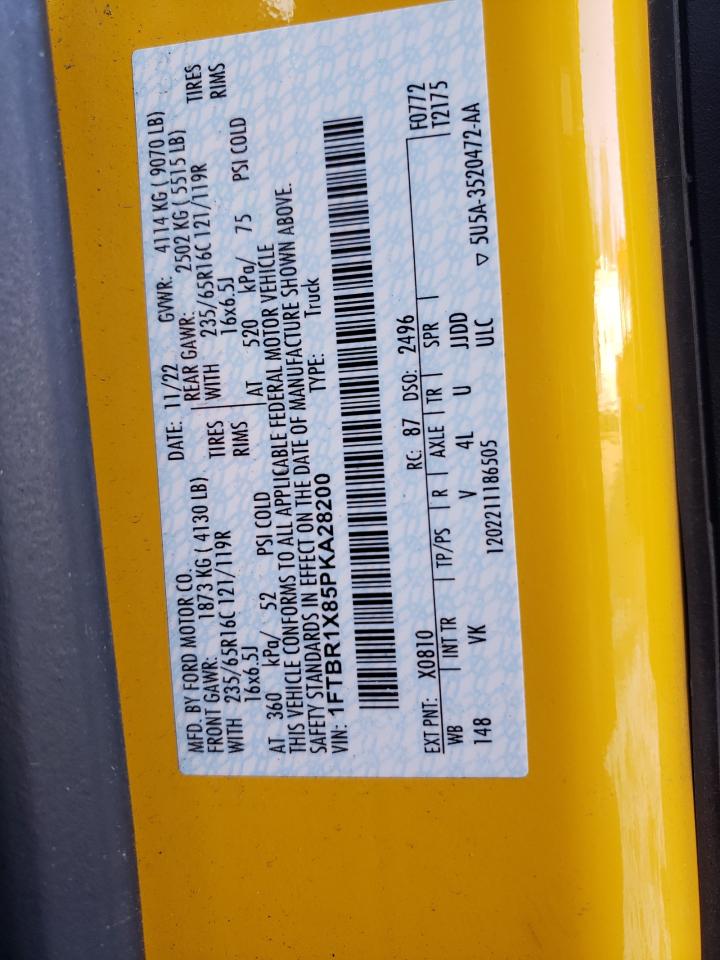 MFD. BY FORD MOTOR CO. DATE: 11/22 GVWR: 4114 KG ( 9070 LB)
FRONT GAWR: 1873 KG ( 4130 LB) REAR GAWR: 2502 KG ( 5515 LB)
WITH 235/65R16C 121/119R TIRES WITH 235/65R16C 121/119R TIRES
16x6.5J RIMS 16x6.5J RIMS
AT 360 kPa/ 52 PSI COLD AT 520 kPa/ 75 PSI COLD
THIS VEHICLE CONFORMS TO ALL APPLICABLE FEDERAL MOTOR VEHICLE
SAFETY STANDARDS IN EFFECT ON THE DATE OF MANUFACTURE SHOWN ABOVE.
VIN: 1FTBR1X85PKA28200 TYPE: Truck
EXT PNT: X0810 RC: 87 DSO: 2496 F0772
WB INT TR TP/PS R AXLE TR SPR T2175
148 VK V 4L U JJDD
1202211186505 ULC ▽ 5U5A-3520472-AA